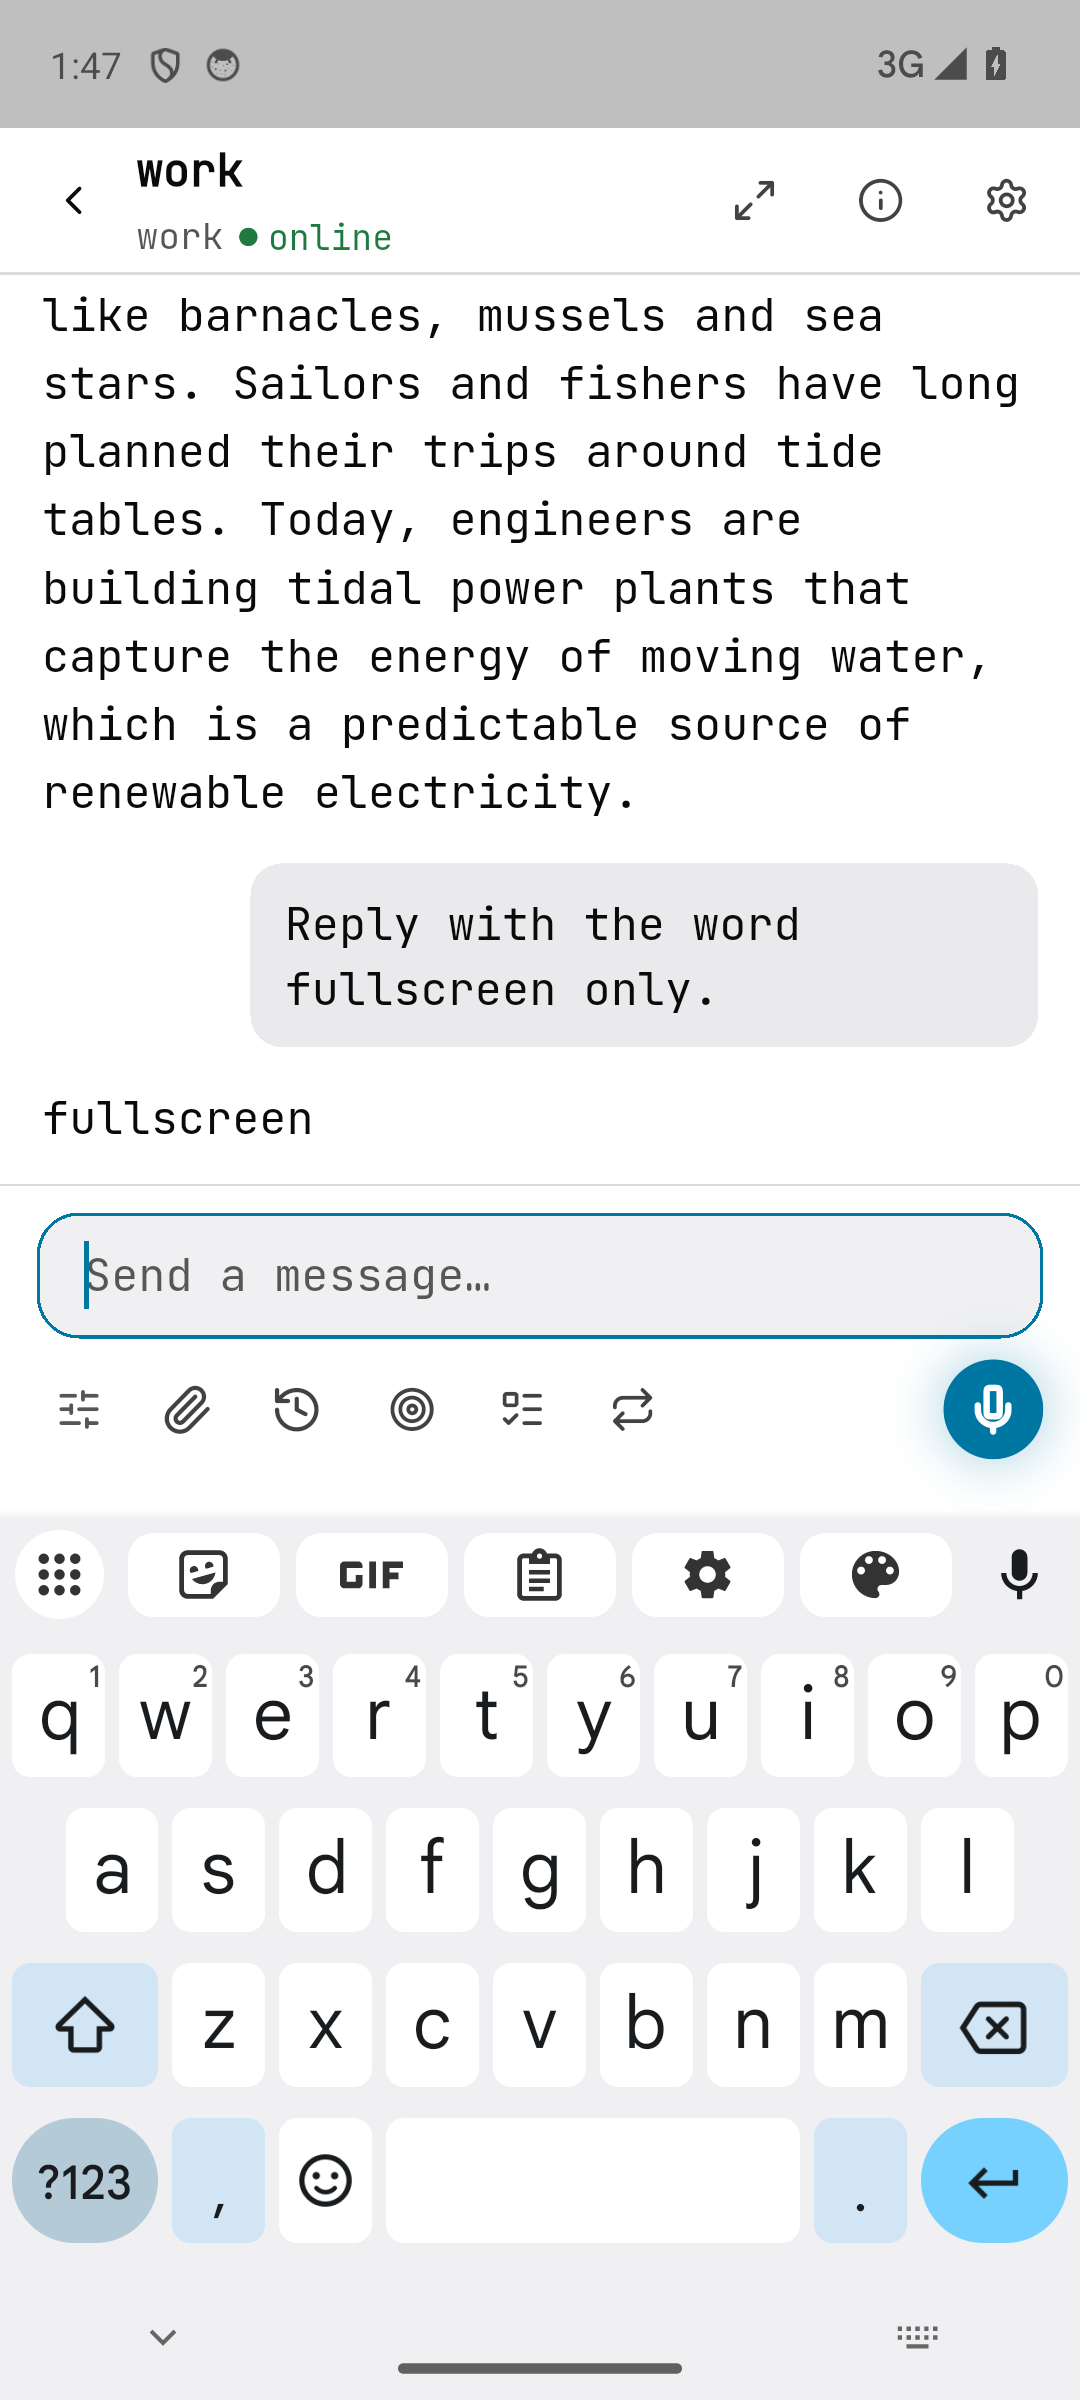 1:47
3G
work
work online
like barnacles, mussels and sea
stars. Sailors and fishers have long
planned their trips around tide
tables. Today, engineers are
building tidal power plants that
capture the energy of moving water,
which is a predictable source of
renewable electricity.
Reply with the word
fullscreen only.
fullscreen
Send a message…
GIF
q 1 w 2 e 3 r 4 t 5 y 6 u 7 i 8 o 9 p 0
a s d f g h j k l
z x c v b n m
?123 , .